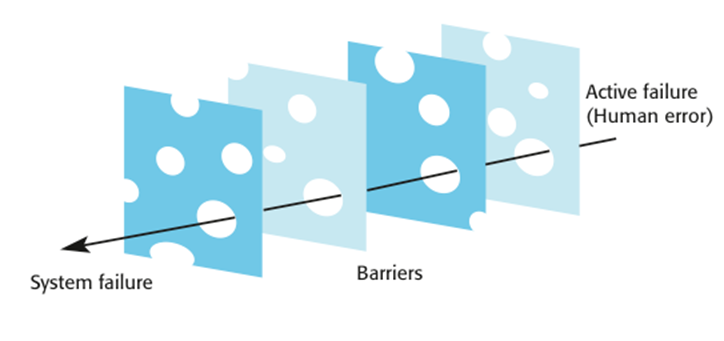 Active failure
(Human error)
Barriers
System failure